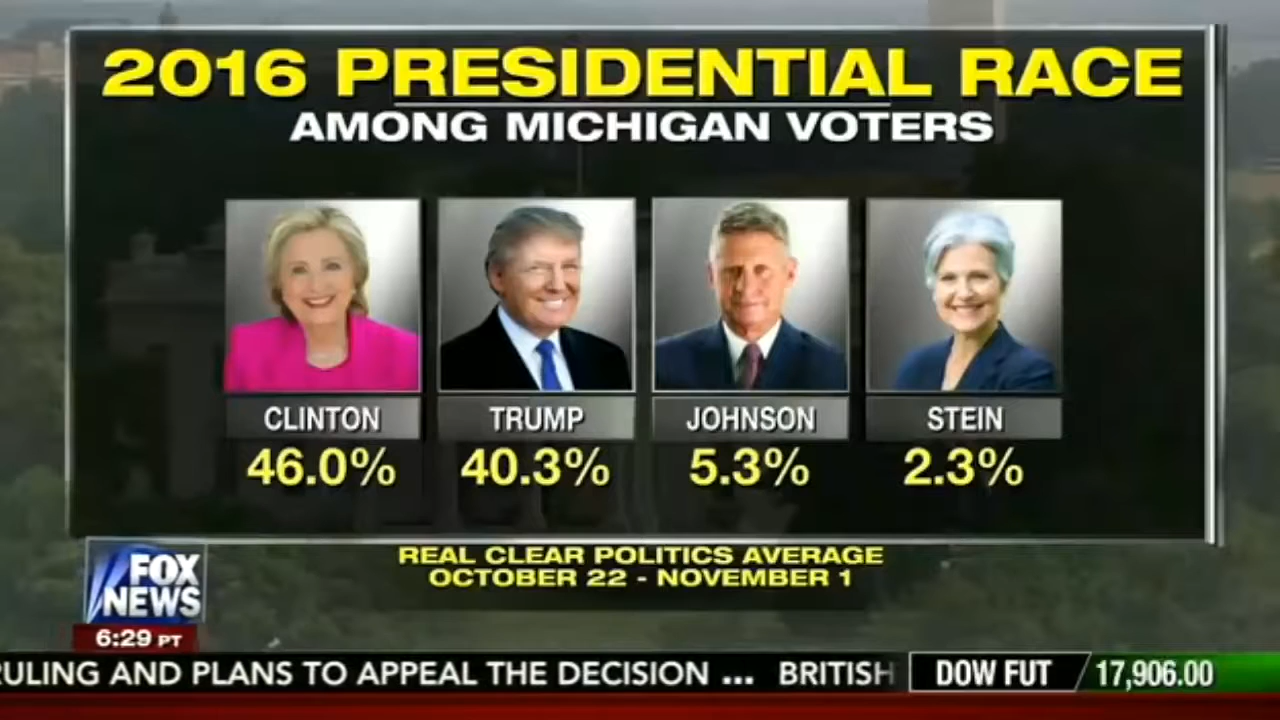 2016 PRESIDENTIAL RACE
AMONG MICHIGAN VOTERS
CLINTON TRUMP JOHNSON STEIN
46.0% 40.3% 5.3% 2.3%
REAL CLEAR POLITICS AVERAGE
OCTOBER 22 - NOVEMBER 1
FOX
NEWS
6:29 PT
RULING AND PLANS TO APPEAL THE DECISION ... BRITISH DOW FUT 17,906.00